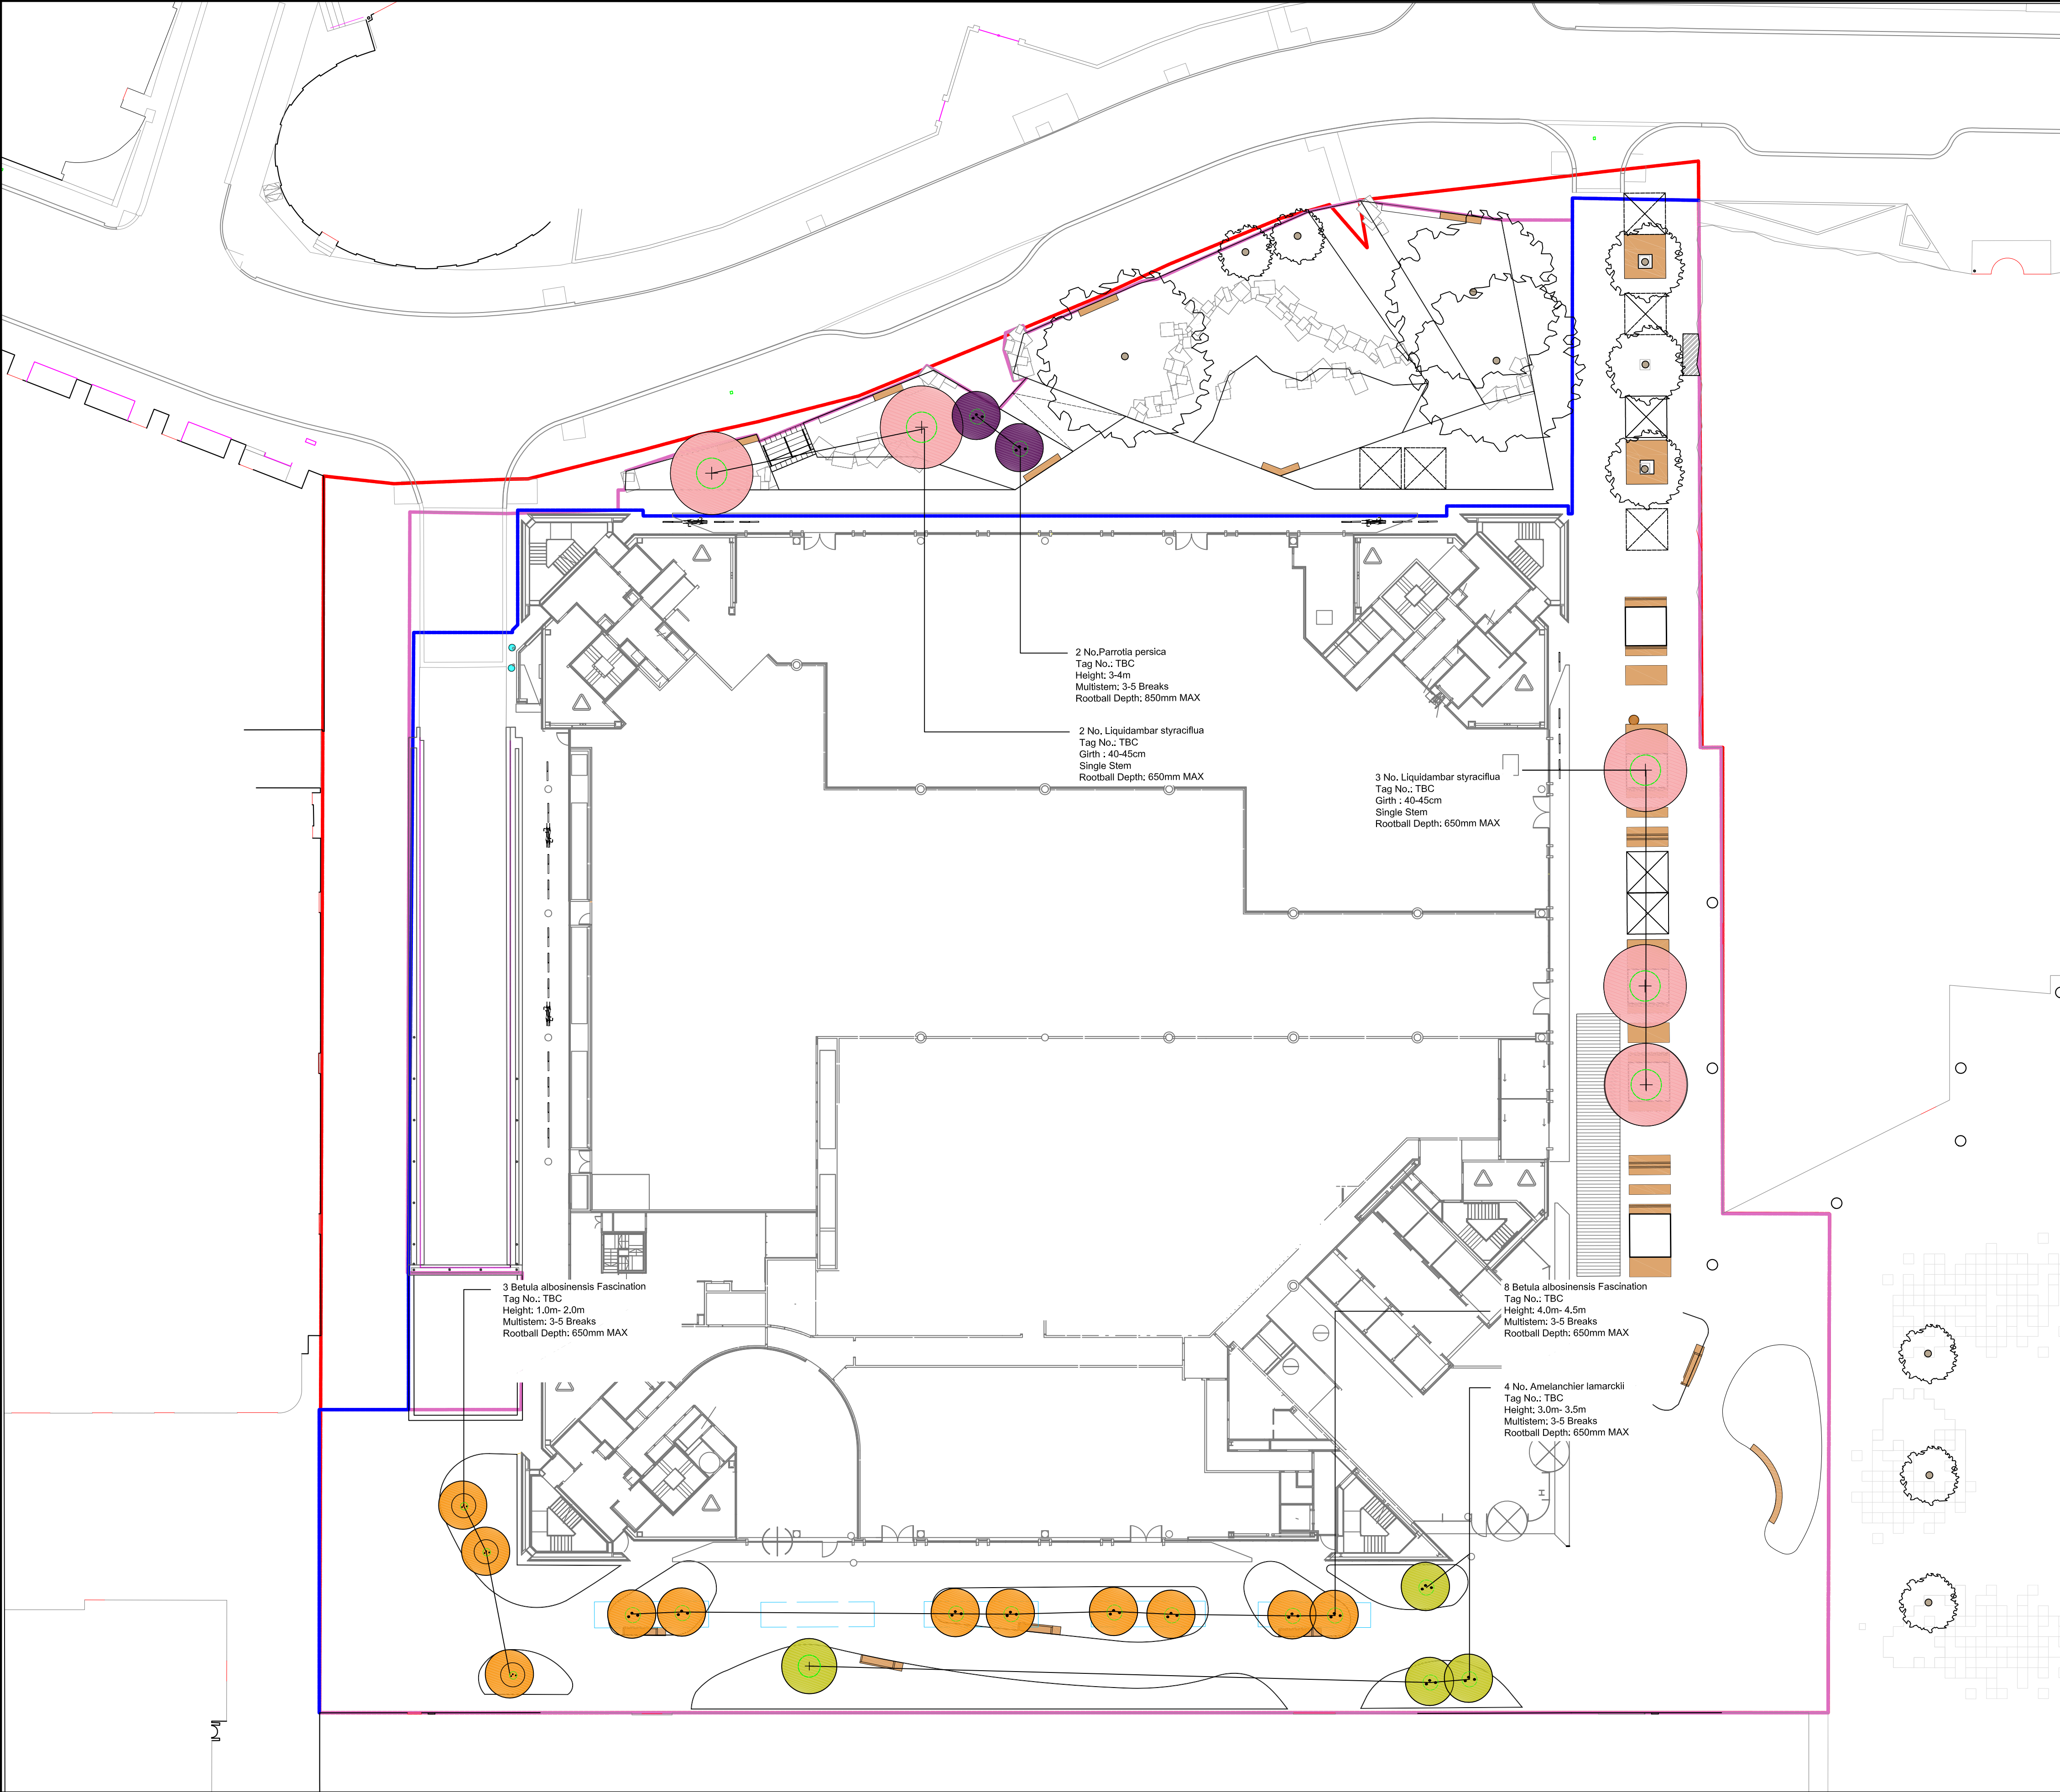 2 No.Parrotia persica
Tag No.: TBC
Height: 3-4m
Multistem: 3-5 Breaks
Rootball Depth: 850mm MAX
2 No. Liquidambar styraciflua
Tag No.: TBC
Girth : 40-45cm
Single Stem
Rootball Depth: 650mm MAX
3 No. Liquidambar styraciflua
Tag No.: TBC
Girth : 40-45cm
Single Stem
Rootball Depth: 650mm MAX
3 Betula albosinensis Fascination
Tag No.: TBC
Height: 1.0m- 2.0m
Multistem: 3-5 Breaks
Rootball Depth: 650mm MAX
8 Betula albosinensis Fascination
Tag No.: TBC
Height: 4.0m- 4.5m
Multistem: 3-5 Breaks
Rootball Depth: 650mm MAX
4 No. Amelanchier lamarckii
Tag No.: TBC
Height: 3.0m- 3.5m
Multistem: 3-5 Breaks
Rootball Depth: 650mm MAX